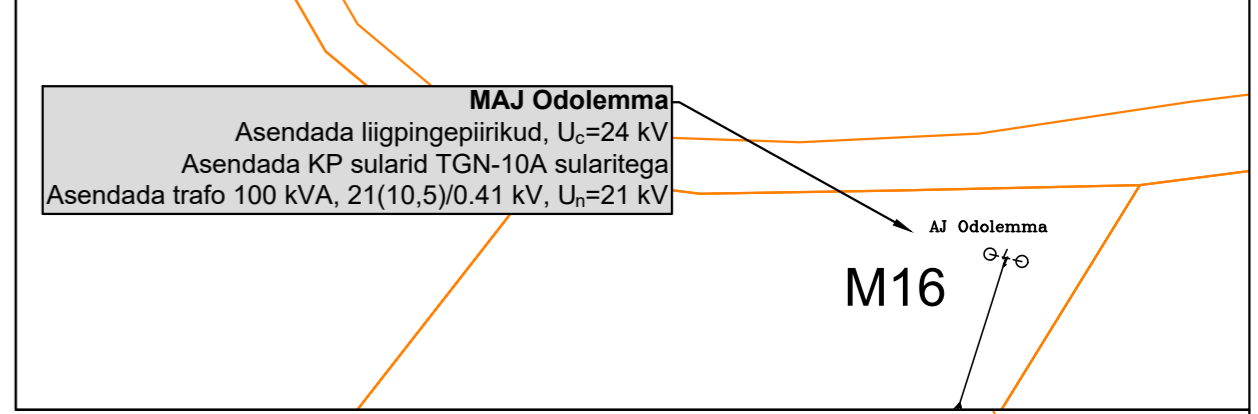 MAJ Odolemma
Asendada liigpingepiirikud, Uc=24 kV
Asendada KP sularid TGN-10A sularitega
Asendada trafo 100 kVA, 21(10,5)/0.41 kV, Un=21 kV
AJ Odolemma
M16